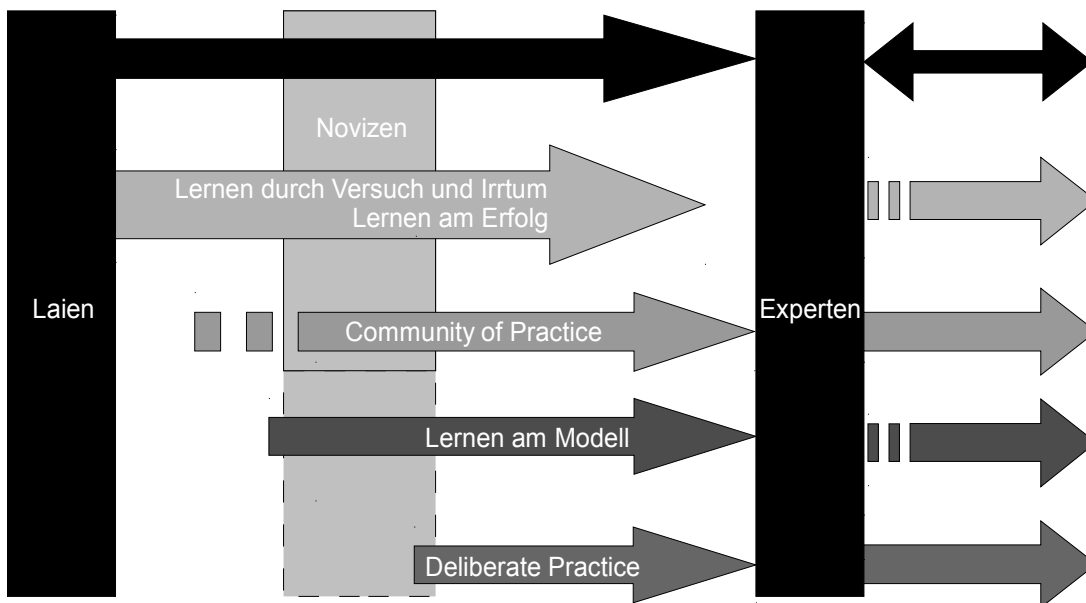 Novizen
Lernen durch Versuch und Irrtum
Lernen am Erfolg
Laien
Community of Practice
Experten
Lernen am Modell
Deliberate Practice